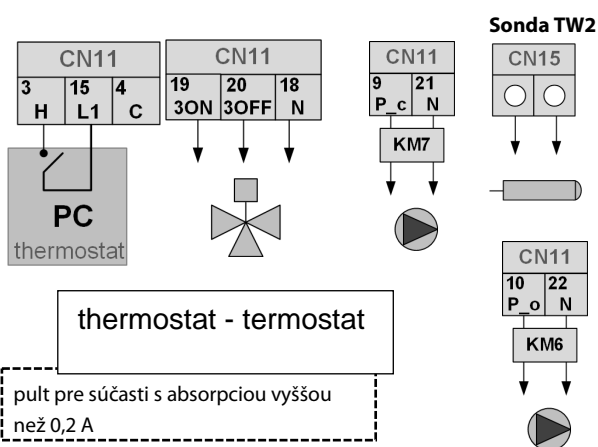 Sonda TW2
CN11
3 15 4
H L1 C
PC
thermostat
CN11
19 20 18
3ON 3OFF N
CN11
9 21
P_c N
KM7
CN15
CN11
10 22
P_o N
KM6
thermostat - termostat
pult pre súčasti s absorpciou vyššou
než 0,2 A